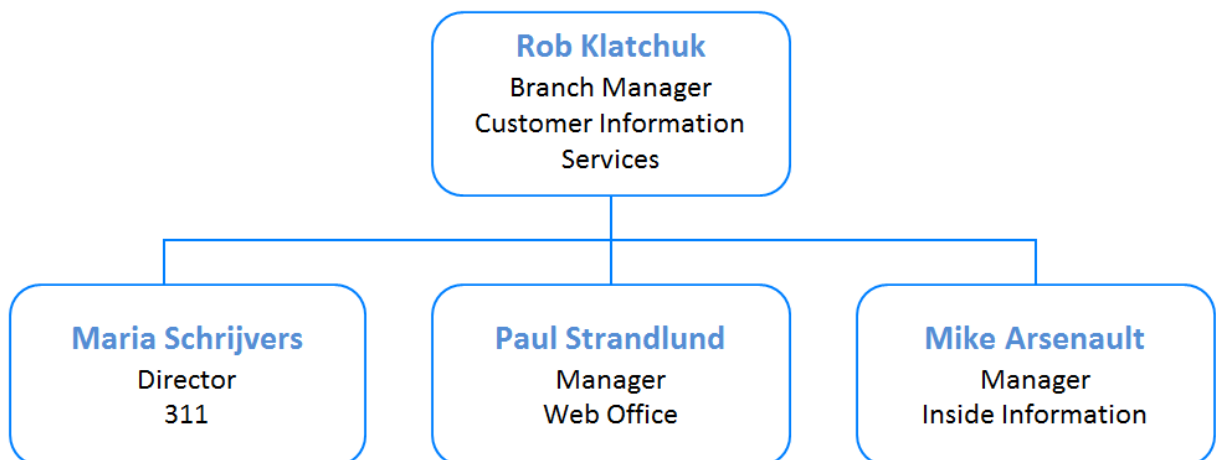 Rob Klatchuk
Branch Manager
Customer Information
Services
Maria Schrijvers
Director
311
Paul Strandlund
Manager
Web Office
Mike Arsenault
Manager
Inside Information